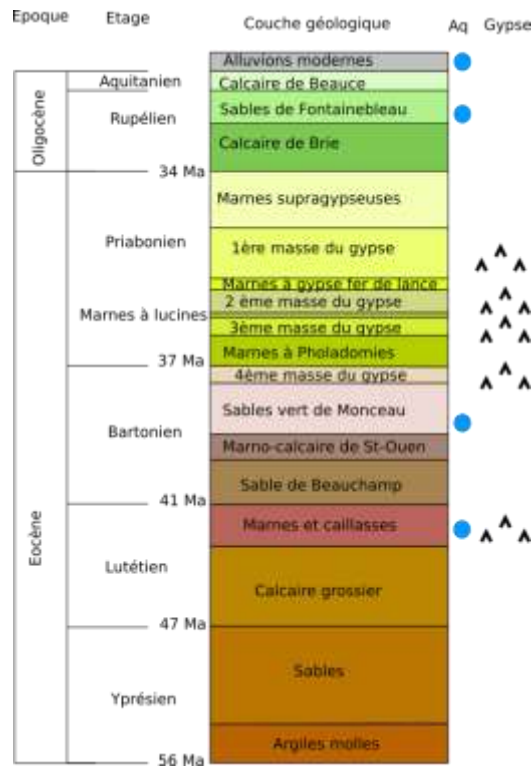 Epoque Etage Couche géologique Aq Gypse
Alluvions modernes
Aquitanien Calcaire de Beauce
Rupélien Sables de Fontainebleau
Oligocène
Calcaire de Brie
34 Ma
Marnes supragypseuses
Priabonien 1ère masse du gypse
Marnes à gypse fer de lance
2 ème masse du gypse
Marnes à lucines
3ème masse du gypse
Marnes à Pholadomies
37 Ma
4ème masse du gypse
Sables vert de Monceau
Bartonien
Marno-calcaire de St-Ouen
Sable de Beauchamp
41 Ma
Eocène
Marnes et caillasses
Lutétien
Calcaire grossier
47 Ma
Sables
Yprésien
Argiles molles
56 Ma